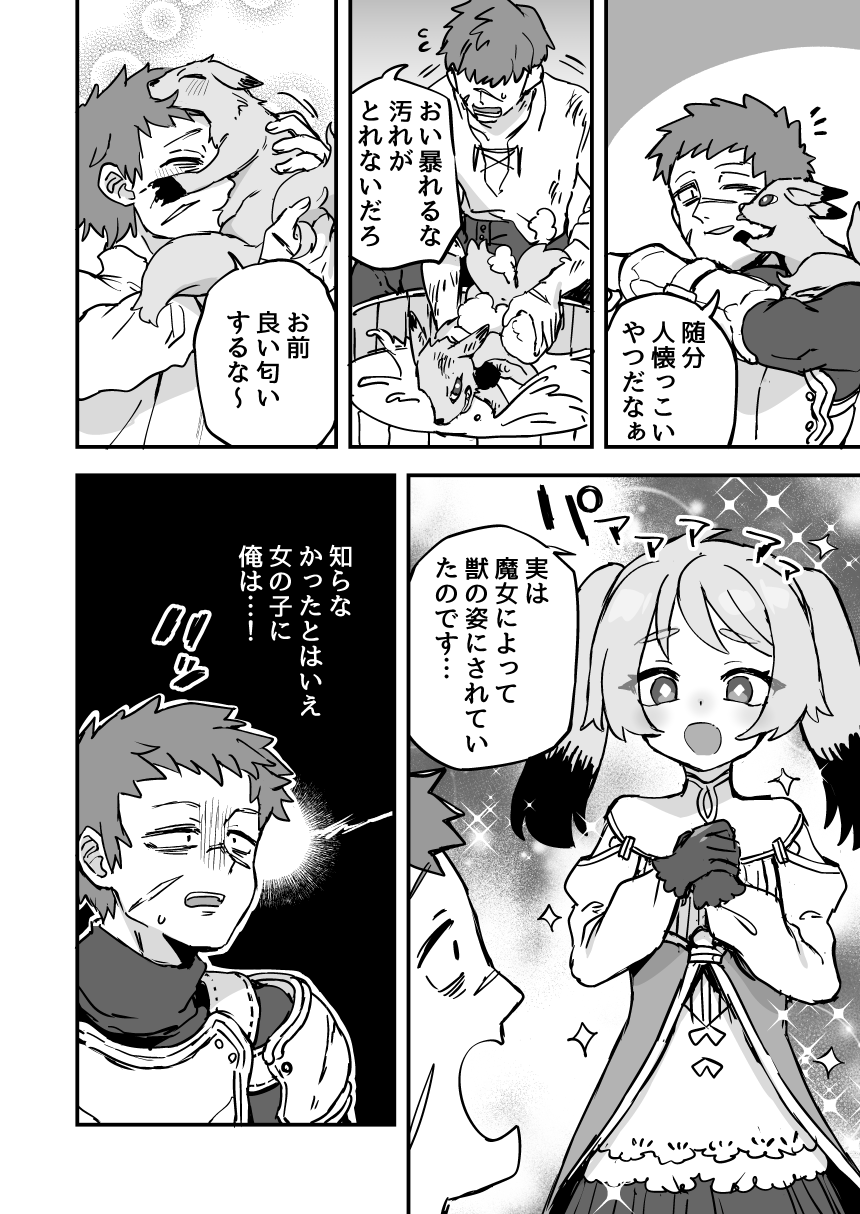 随分
人懐っこい
やつだなぁ
おい暴れるな
汚れが
とれないだろ
お前
良い匂い
するな〜
パァァァァ
実は
魔女によって
獣の姿にされてい
たのです…
知らな
かったとはいえ
女の子に
俺は…！
バッ